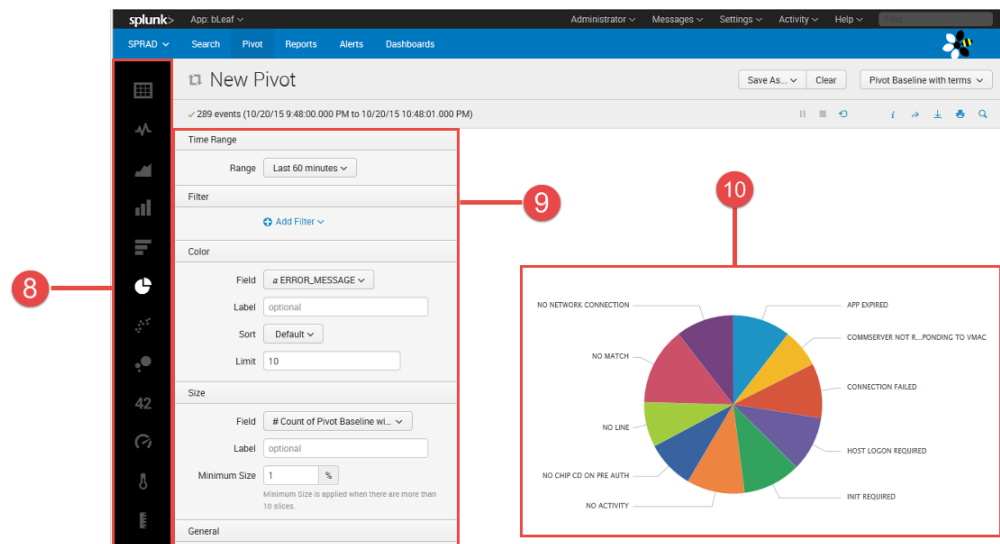 splunk> App: bLeaf Administrator Messages Settings Activity Help Find
SPRAD Search Pivot Reports Alerts Dashboards
New Pivot Save As... Clear Pivot Baseline with terms
289 events (10/20/15 9:48:00.000 PM to 10/20/15 10:48:01.000 PM)
Time Range
Range Last 60 minutes
Filter
Add Filter
Color
Field a ERROR_MESSAGE
Label optional
Sort Default
Limit 10
Size
Field # Count of Pivot Baseline wi...
Label optional
Minimum Size 1 %
Minimum Size is applied when there are more than
10 slices.
General
42
8
9
10
NO NETWORK CONNECTION
APP EXPIRED
COMMSERVER NOT R...PONDING TO VMAC
NO MATCH
CONNECTION FAILED
NO LINE
HOST LOGON REQUIRED
NO CHIP CD ON PRE AUTH
INIT REQUIRED
NO ACTIVITY